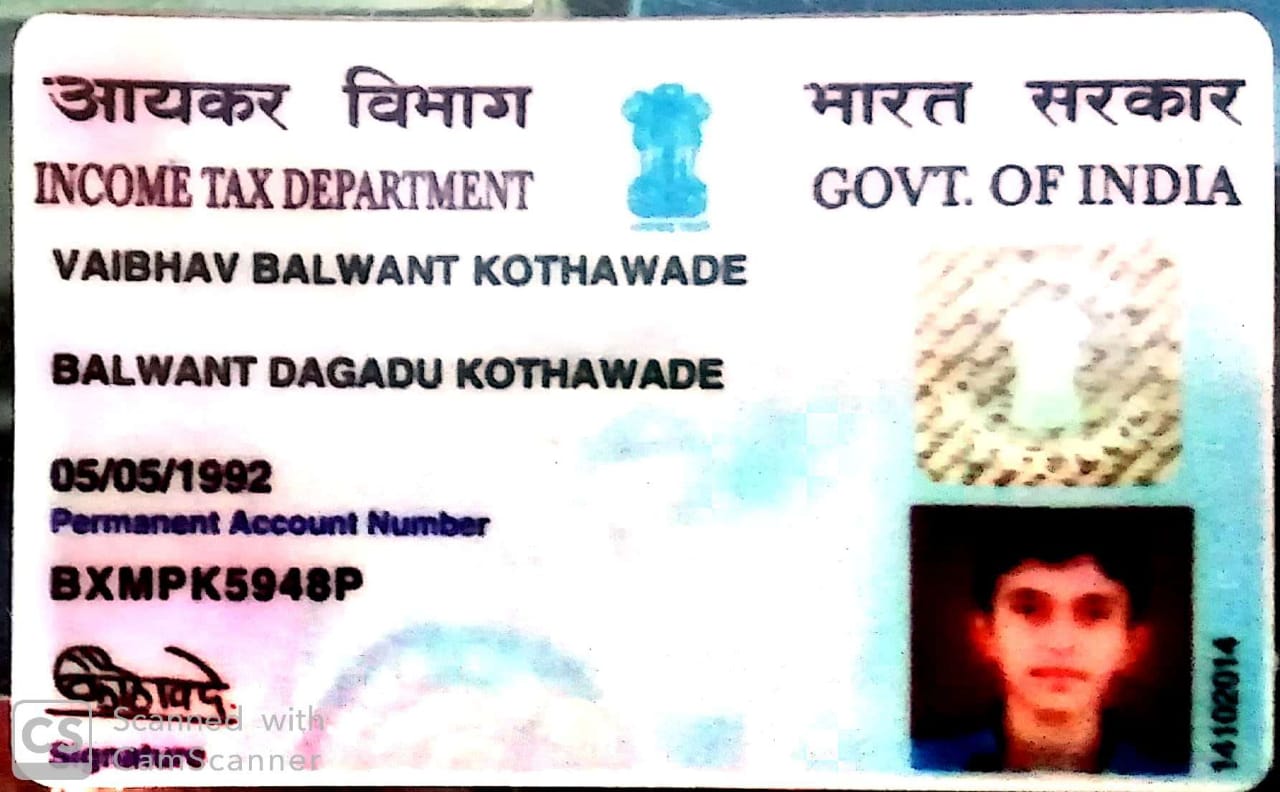 आयकर विभाग
INCOME TAX DEPARTMENT
भारत सरकार
GOVT. OF INDIA
VAIBHAV BALWANT KOTHAWADE
BALWANT DAGADU KOTHAWADE
05/05/1992
Permanent Account Number
BXMPK5948P
कोठावदे
Signature
14102014
CS Scanned with
CamScanner